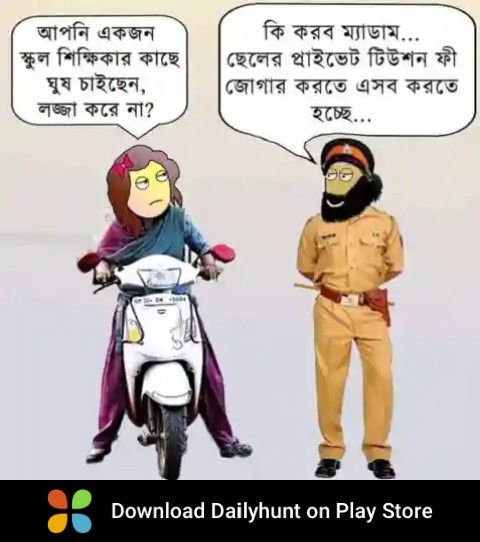 আপনি একজন
স্কুল শিক্ষিকার কাছে
ঘুষ চাইছেন,
লজ্জা করে না?
কি করব ম্যাডাম...
ছেলের প্রাইভেট টিউশন ফী
জোগার করতে এসব করতে
হচ্ছে...
Download Dailyhunt on Play Store